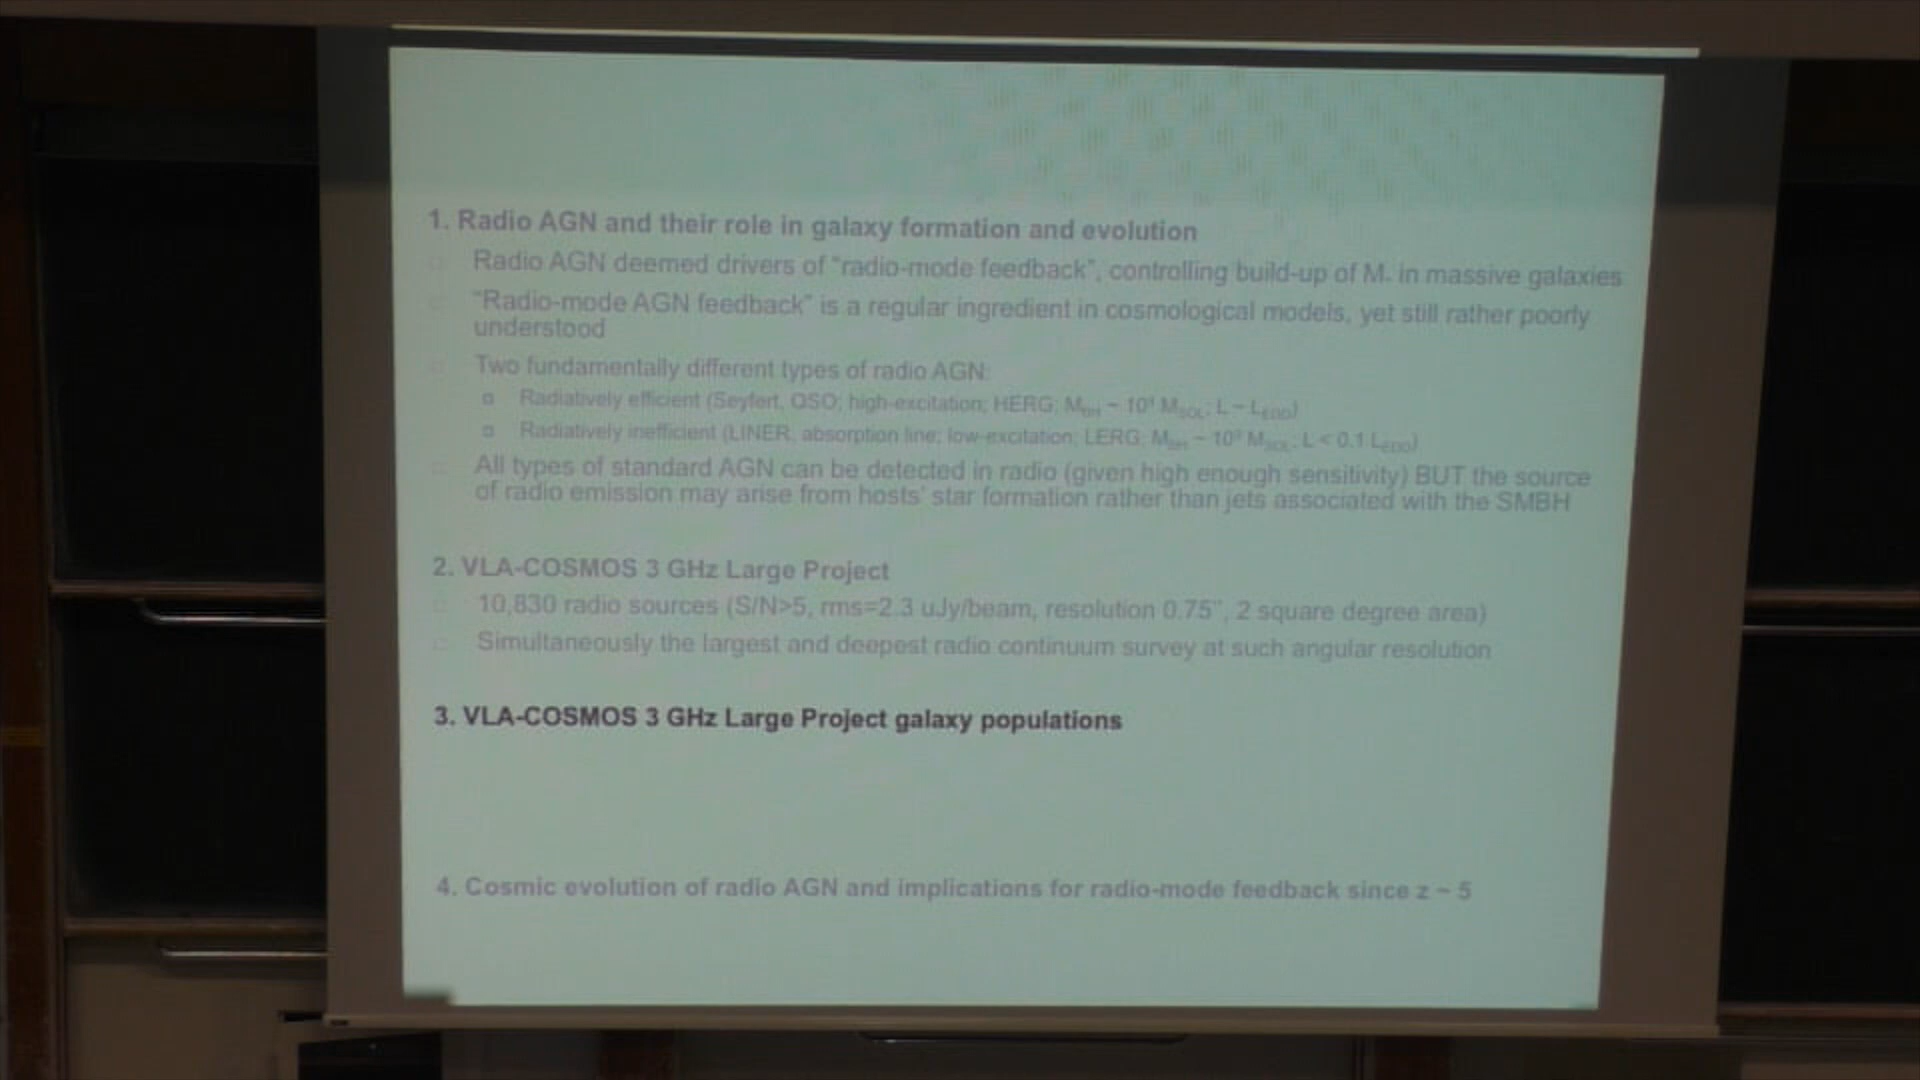 1. Radio AGN and their role in galaxy formation and evolution
Radio AGN deemed drivers of "radio-mode feedback", controlling build-up of M* in massive galaxies
"Radio-mode AGN feedback" is a regular ingredient in cosmological models, yet still rather poorly
understood
Two fundamentally different types of radio AGN:
Radiatively efficient (Seyfert, QSO; high-excitation; HERG; M_BH ~ M_SOL; L ~ L_EDD)
Radiatively inefficient (LINER, absorption line; low-excitation; LERG; M_BH ~ M_SOL; L < 0.1 L_EDD)
All types of standard AGN can be detected in radio (given high enough sensitivity) BUT the source
of radio emission may arise from hosts' star formation rather than jets associated with the SMBH
2. VLA-COSMOS 3 GHz Large Project
10,830 radio sources (S/N>5, rms=2.3 uJy/beam, resolution 0.75", 2 square degree area)
Simultaneously the largest and deepest radio continuum survey at such angular resolution
3. VLA-COSMOS 3 GHz Large Project galaxy populations
4. Cosmic evolution of radio AGN and implications for radio-mode feedback since z ~ 5